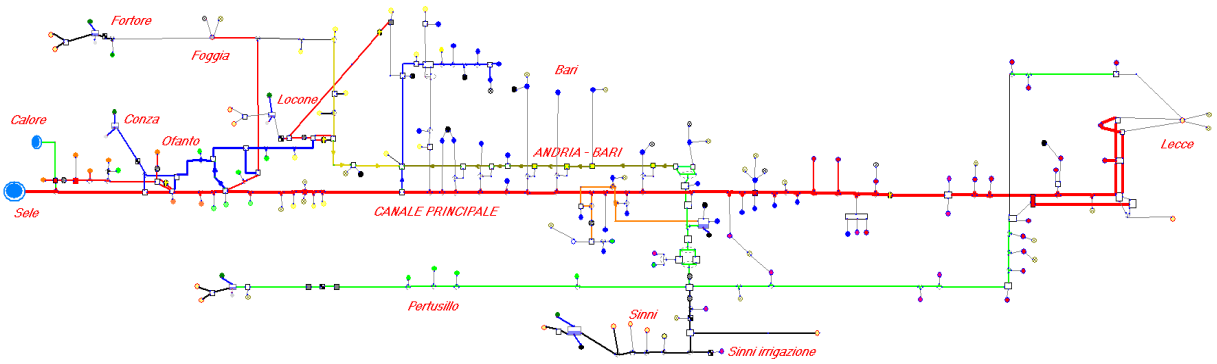 Fortore
Foggia
Bari
Locone
Conza
Calore
Ofanto
ANDRIA - BARI
Lecce
Sele
CANALE PRINCIPALE
Pertusillo
Sinni
Sinni irrigazione